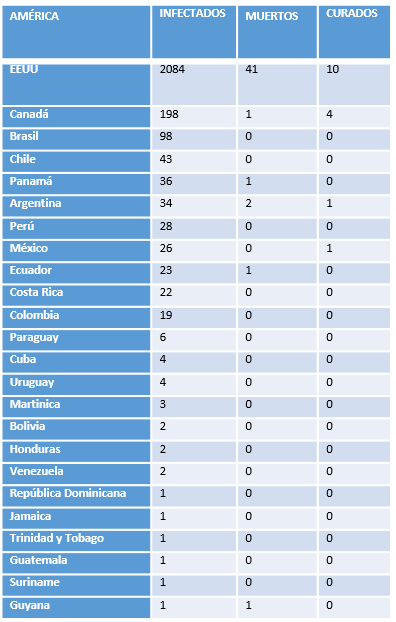 AMÉRICA INFECTADOS MUERTOS CURADOS
EEUU 2084 41 10
Canadá 198 1 4
Brasil 98 0 0
Chile 43 0 0
Panamá 36 1 0
Argentina 34 2 1
Perú 28 0 0
México 26 0 1
Ecuador 23 1 0
Costa Rica 22 0 0
Colombia 19 0 0
Paraguay 6 0 0
Cuba 4 0 0
Uruguay 4 0 0
Martinica 3 0 0
Bolivia 2 0 0
Honduras 2 0 0
Venezuela 2 0 0
República Dominicana 1 0 0
Jamaica 1 0 0
Trinidad y Tobago 1 0 0
Guatemala 1 0 0
Suriname 1 0 0
Guyana 1 1 0